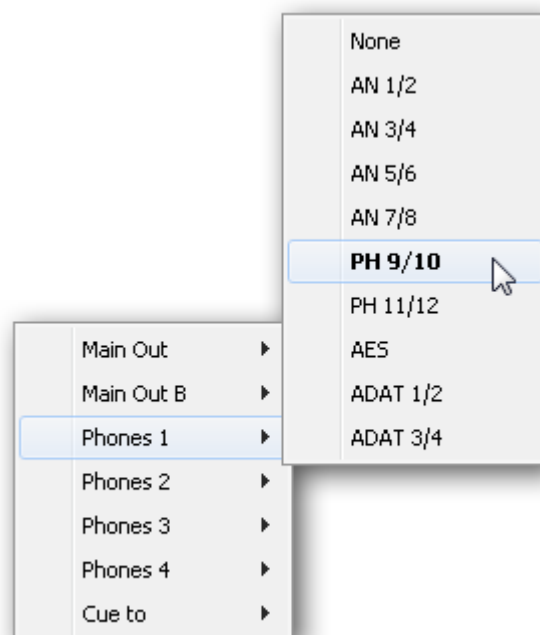 None
AN 1/2
AN 3/4
AN 5/6
AN 7/8
PH 9/10
PH 11/12
AES
ADAT 1/2
ADAT 3/4
Main Out
Main Out B
Phones 1
Phones 2
Phones 3
Phones 4
Cue to